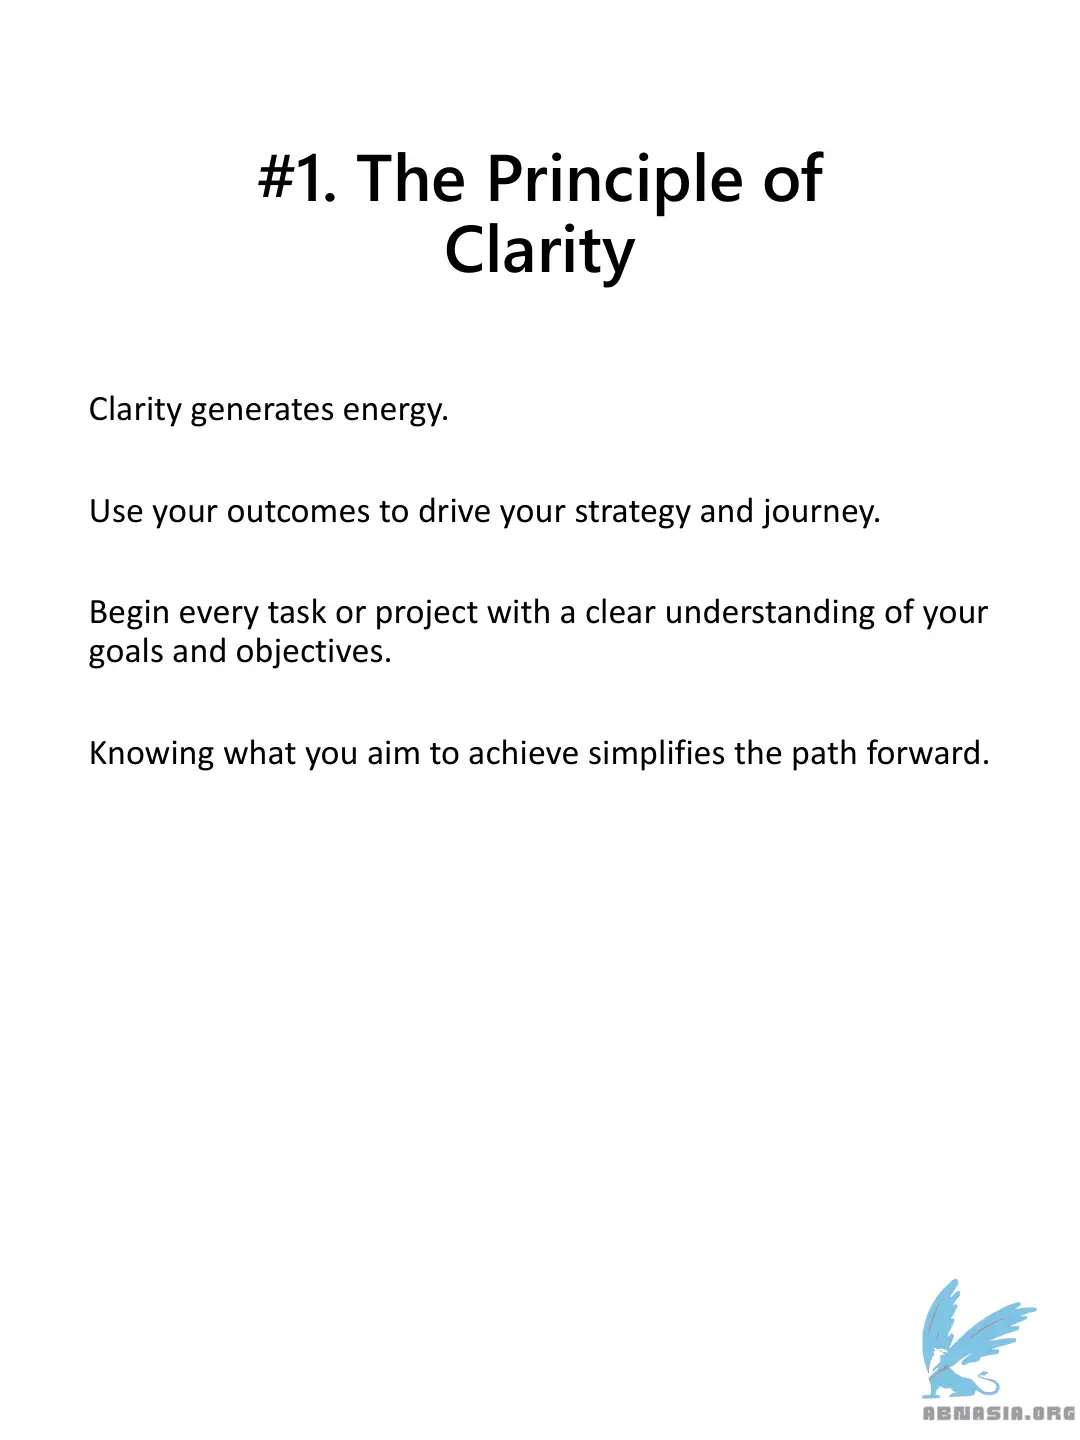 #1. The Principle of
Clarity
Clarity generates energy.
Use your outcomes to drive your strategy and journey.
Begin every task or project with a clear understanding of your
goals and objectives.
Knowing what you aim to achieve simplifies the path forward.
ABNASIA.ORG